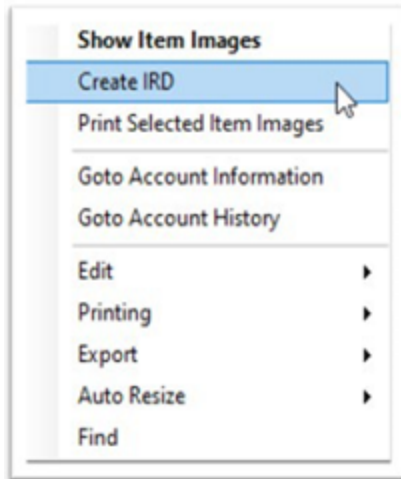 Show Item Images
Create IRD
Print Selected Item Images
Goto Account Information
Goto Account History
Edit
Printing
Export
Auto Resize
Find